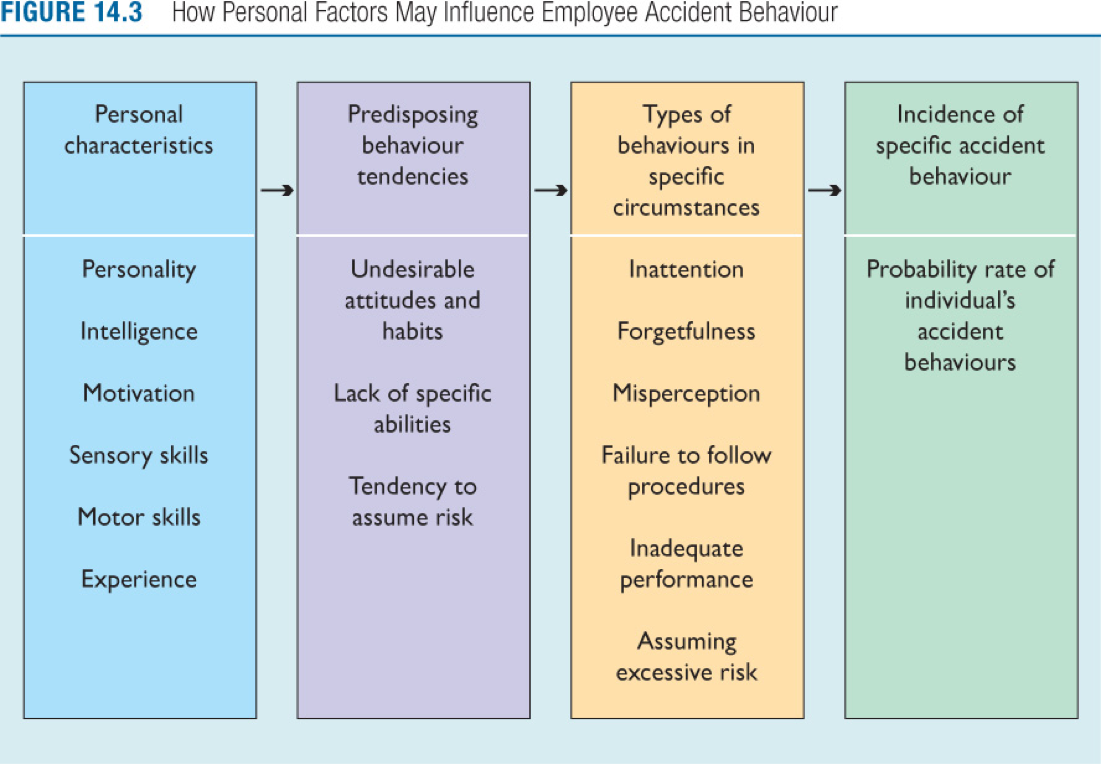 FIGURE 14.3 How Personal Factors May Influence Employee Accident Behaviour
Personal
characteristics
Personality
Intelligence
Motivation
Sensory skills
Motor skills
Experience
Predisposing
behaviour
tendencies
Undesirable
attitudes and
habits
Lack of specific
abilities
Tendency to
assume risk
Types of
behaviours in
specific
circumstances
Inattention
Forgetfulness
Misperception
Failure to follow
procedures
Inadequate
performance
Assuming
excessive risk
Incidence of
specific accident
behaviour
Probability rate of
individual’s
accident
behaviours